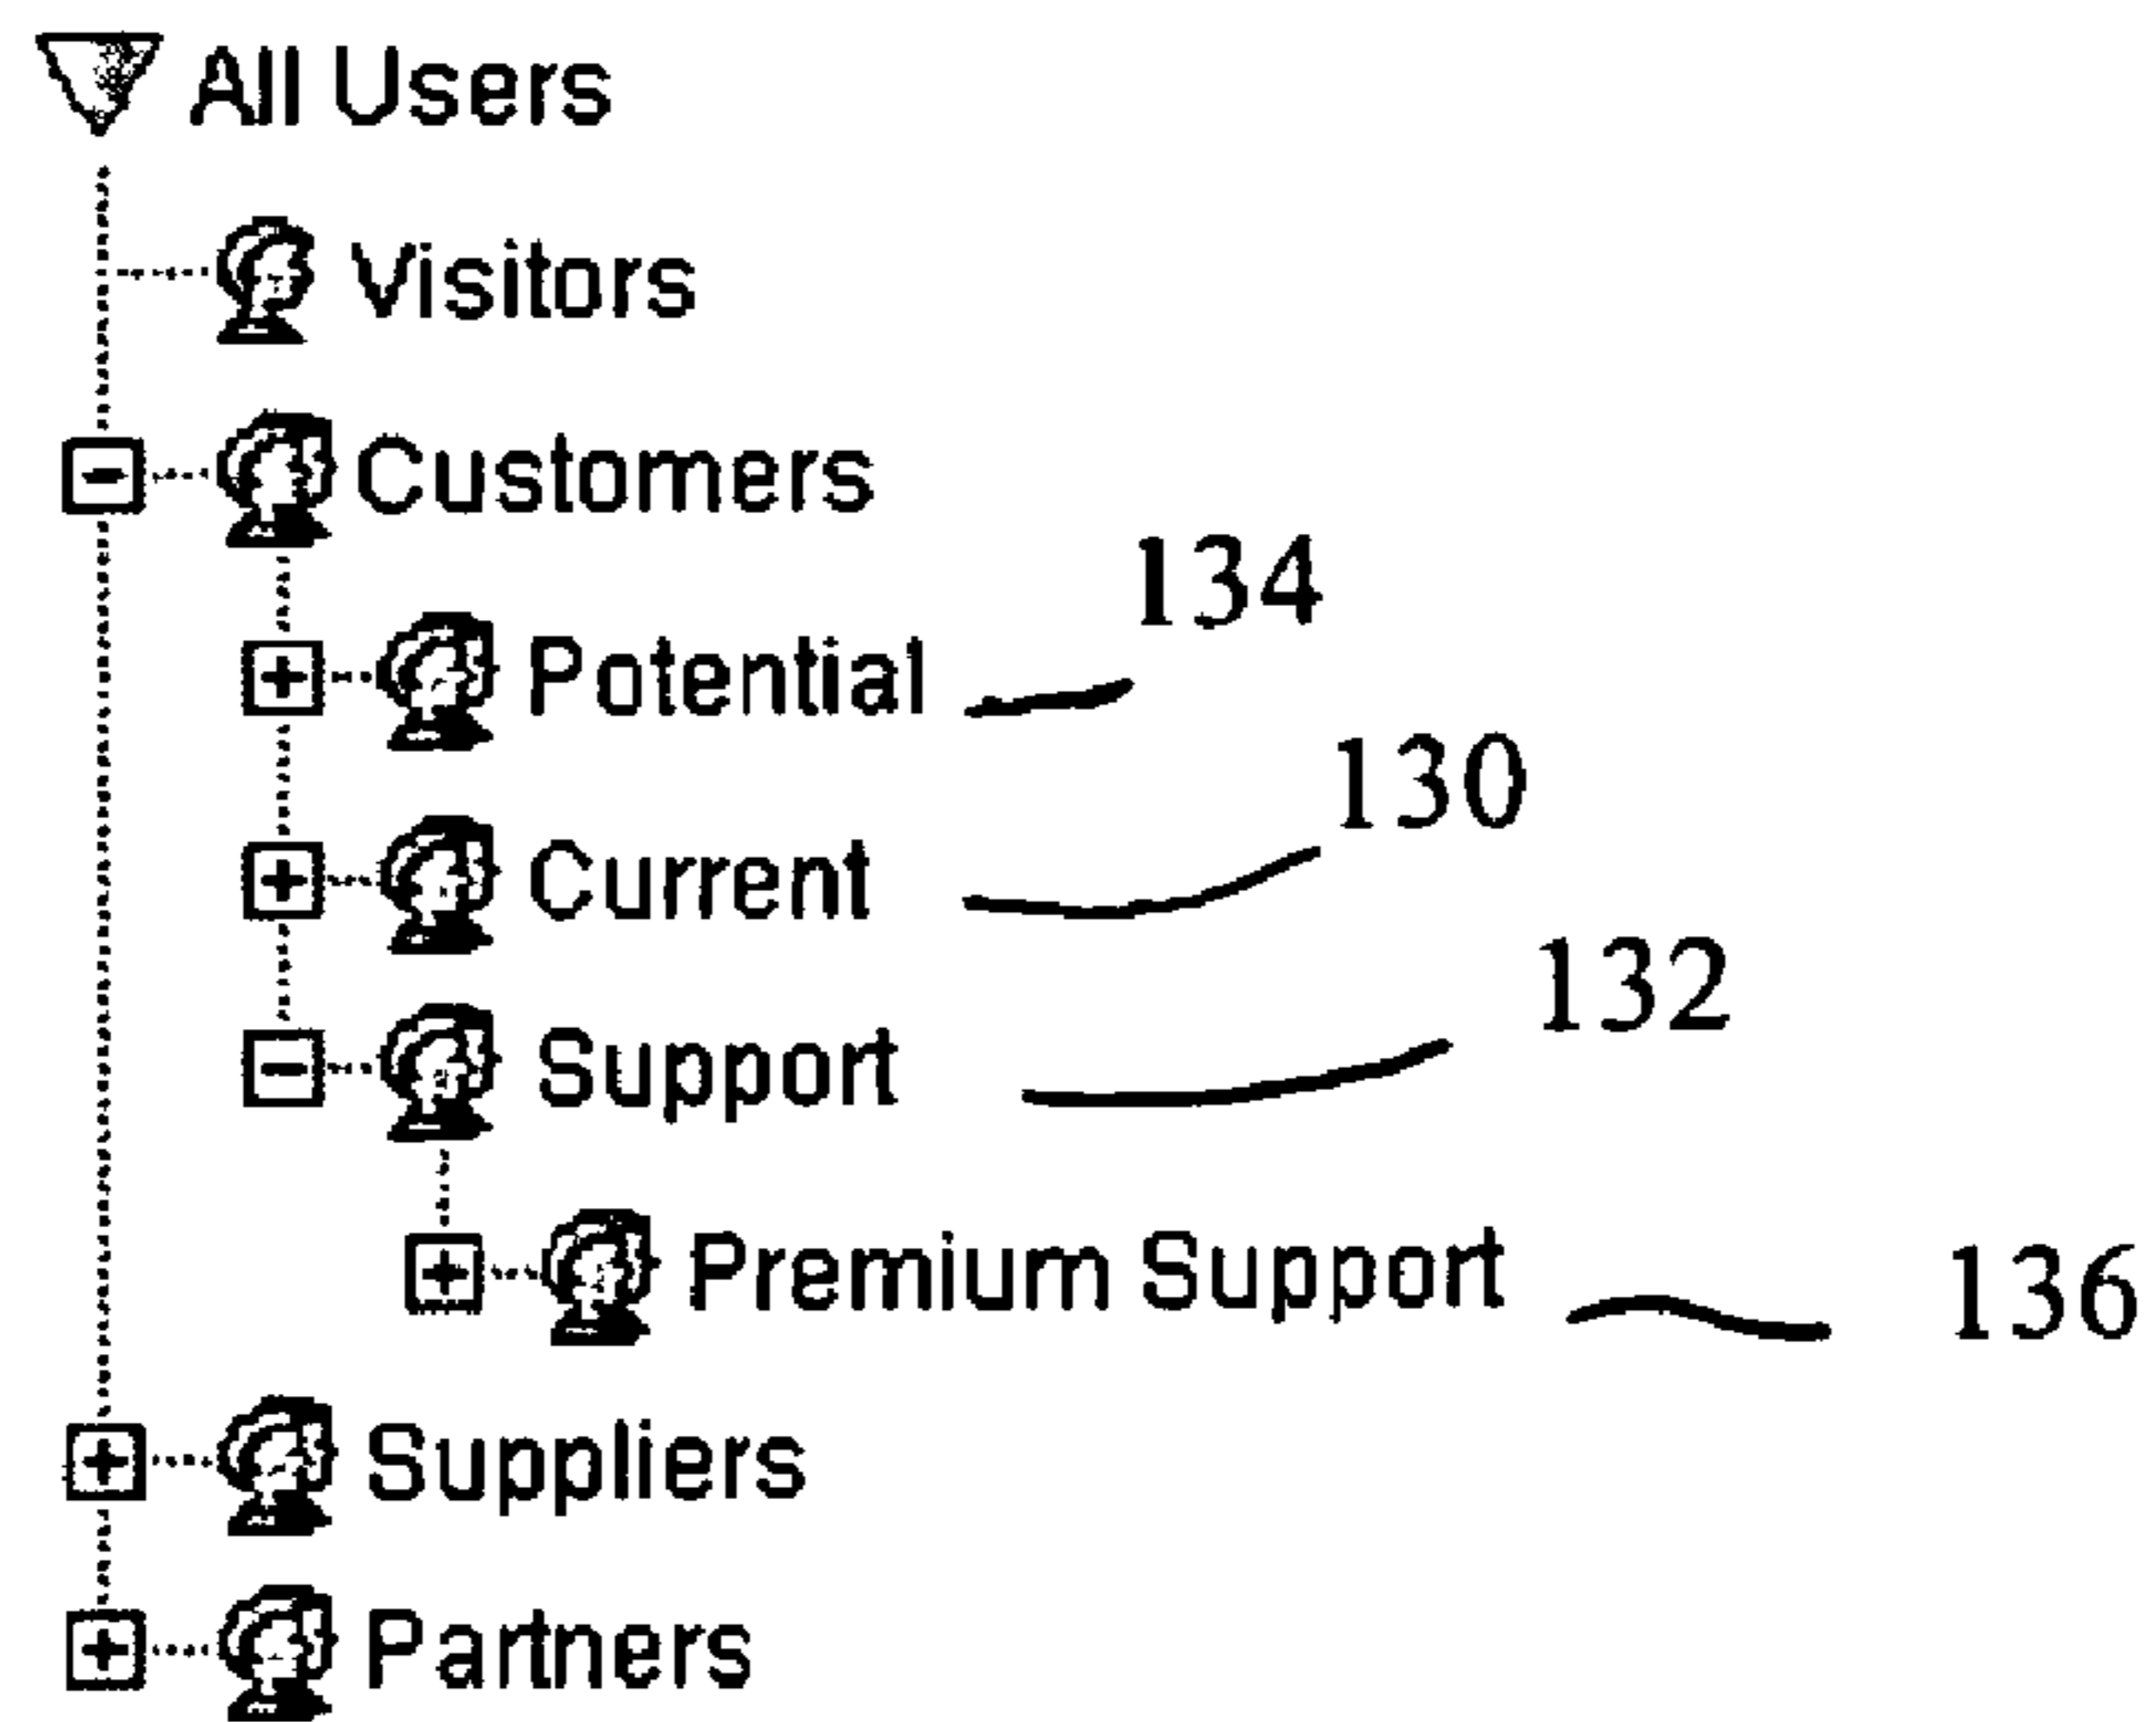 All Users
Visitors
Customers
134
Potential
130
Current
132
Support
Premium Support 136
Suppliers
Partners